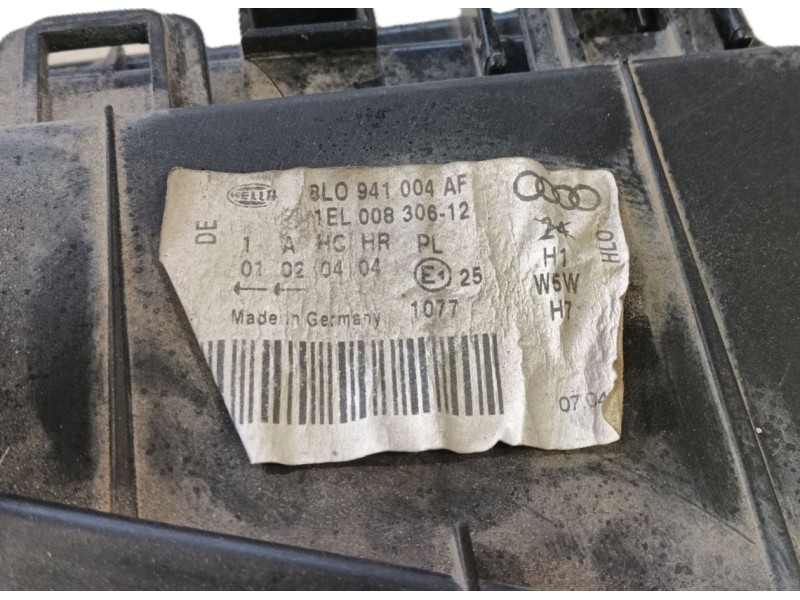 HELLA 8L0 941 004 AF
1EL 008 306-12
DE
1 A HC HR PL
01 02 04 04 E1 25
Made in Germany 1077
24
H1
W5W
H7
HLO
07 04